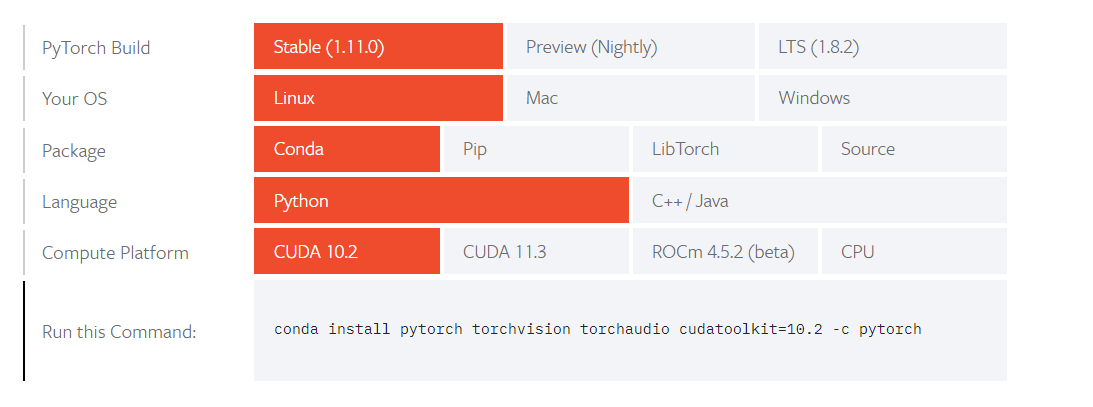 PyTorch Build Stable (1.11.0) Preview (Nightly) LTS (1.8.2)
Your OS Linux Mac Windows
Package Conda Pip LibTorch Source
Language Python C++ / Java
Compute Platform CUDA 10.2 CUDA 11.3 ROCm 4.5.2 (beta) CPU
Run this Command: conda install pytorch torchvision torchaudio cudatoolkit=10.2 -c pytorch